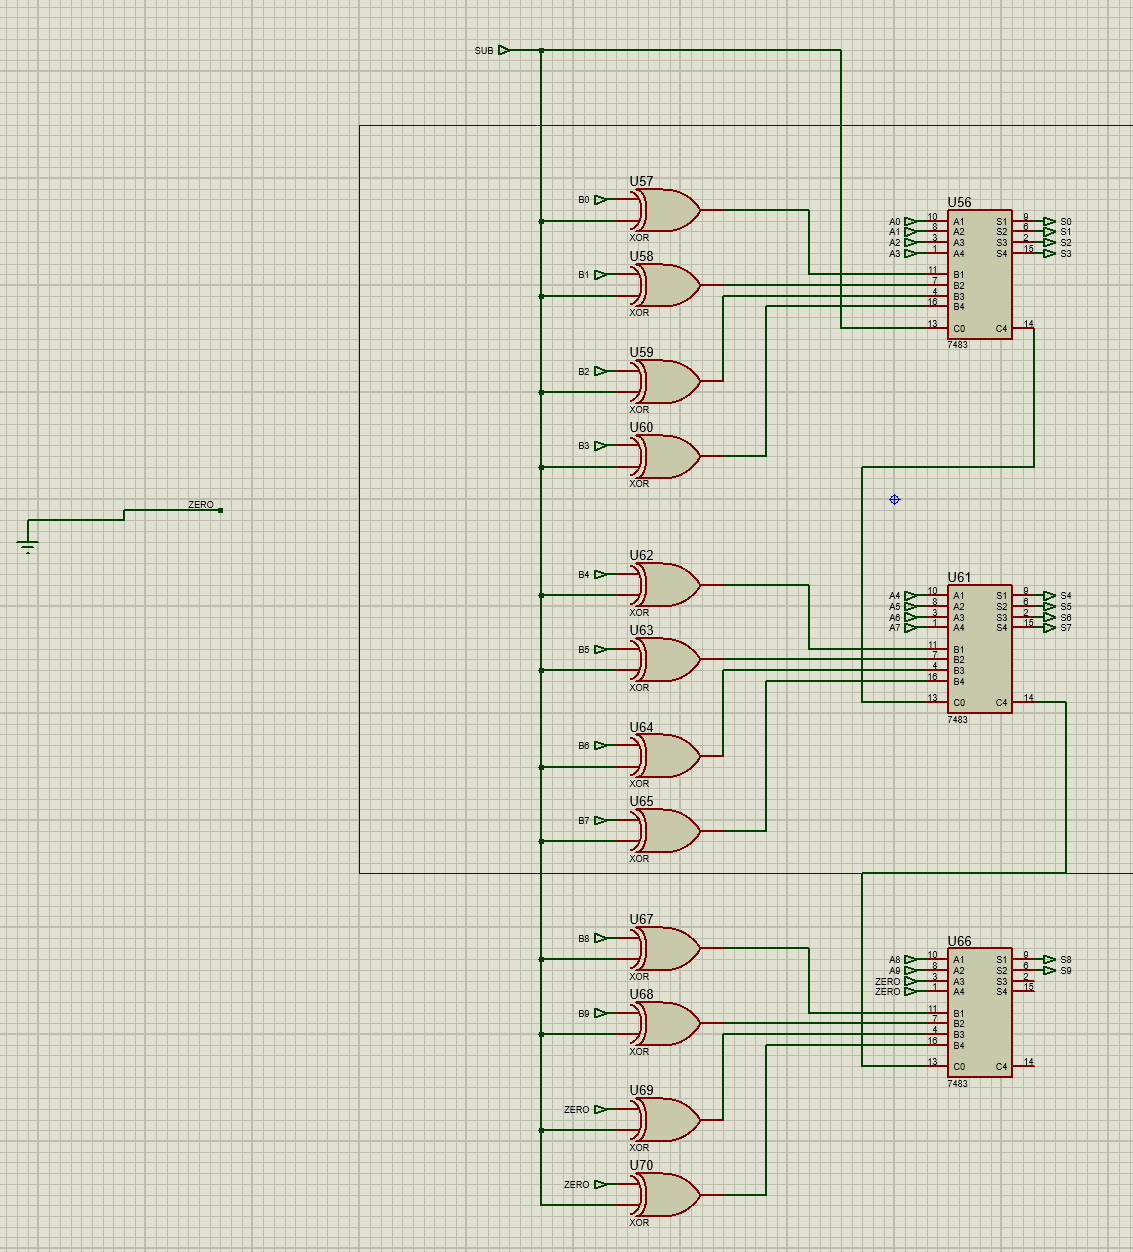 SUB
U57
B0
XOR
U58
B1
XOR
U59
B2
XOR
U60
B3
XOR
U56
A0 10 A1 S1 9 S0
A1 8 A2 S2 6 S1
A2 3 A3 S3 2 S2
A3 1 A4 S4 15 S3
11 B1
7 B2
4 B3
16 B4
13 C0 C4 14
7483
ZERO
U62
B4
XOR
U63
B5
XOR
U64
B6
XOR
U65
B7
XOR
U61
A4 10 A1 S1 9 S4
A5 8 A2 S2 6 S5
A6 3 A3 S3 2 S6
A7 1 A4 S4 15 S7
11 B1
7 B2
4 B3
16 B4
13 C0 C4 14
7483
U67
B8
XOR
U68
B9
XOR
U69
ZERO
XOR
U70
ZERO
XOR
U66
A8 10 A1 S1 9 S8
A9 8 A2 S2 6 S9
ZERO 3 A3 S3 2
ZERO 1 A4 S4 15
11 B1
7 B2
4 B3
16 B4
13 C0 C4 14
7483